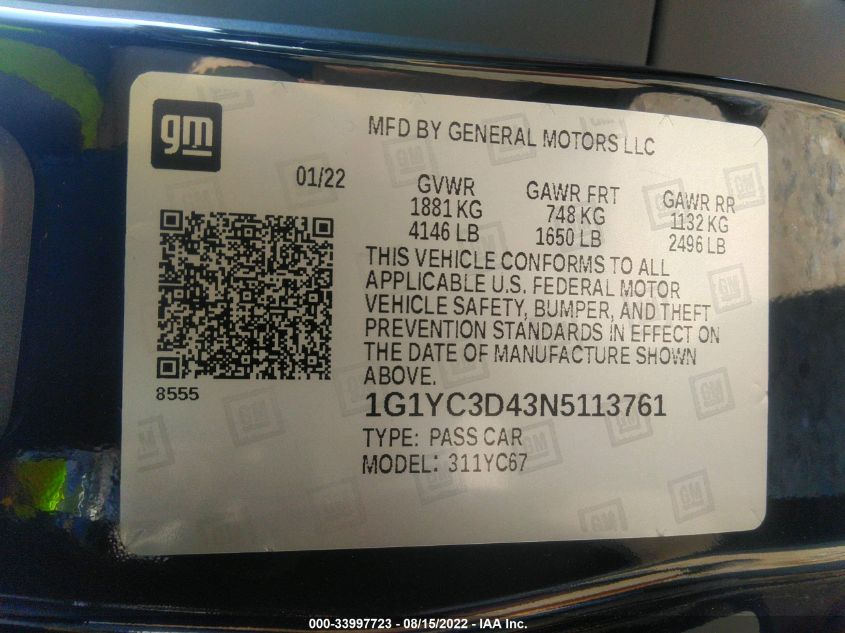 gm
MFD BY GENERAL MOTORS LLC
01/22
GVWR
1881 KG
4146 LB
GAWR FRT
748 KG
1650 LB
GAWR RR
1132 KG
2496 LB
THIS VEHICLE CONFORMS TO ALL
APPLICABLE U.S. FEDERAL MOTOR
VEHICLE SAFETY, BUMPER, AND THEFT
PREVENTION STANDARDS IN EFFECT ON
THE DATE OF MANUFACTURE SHOWN
ABOVE.
8555
1G1YC3D43N5113761
TYPE: PASS CAR
MODEL: 311YC67
000-33997723 - 08/15/2022 - IAA Inc.